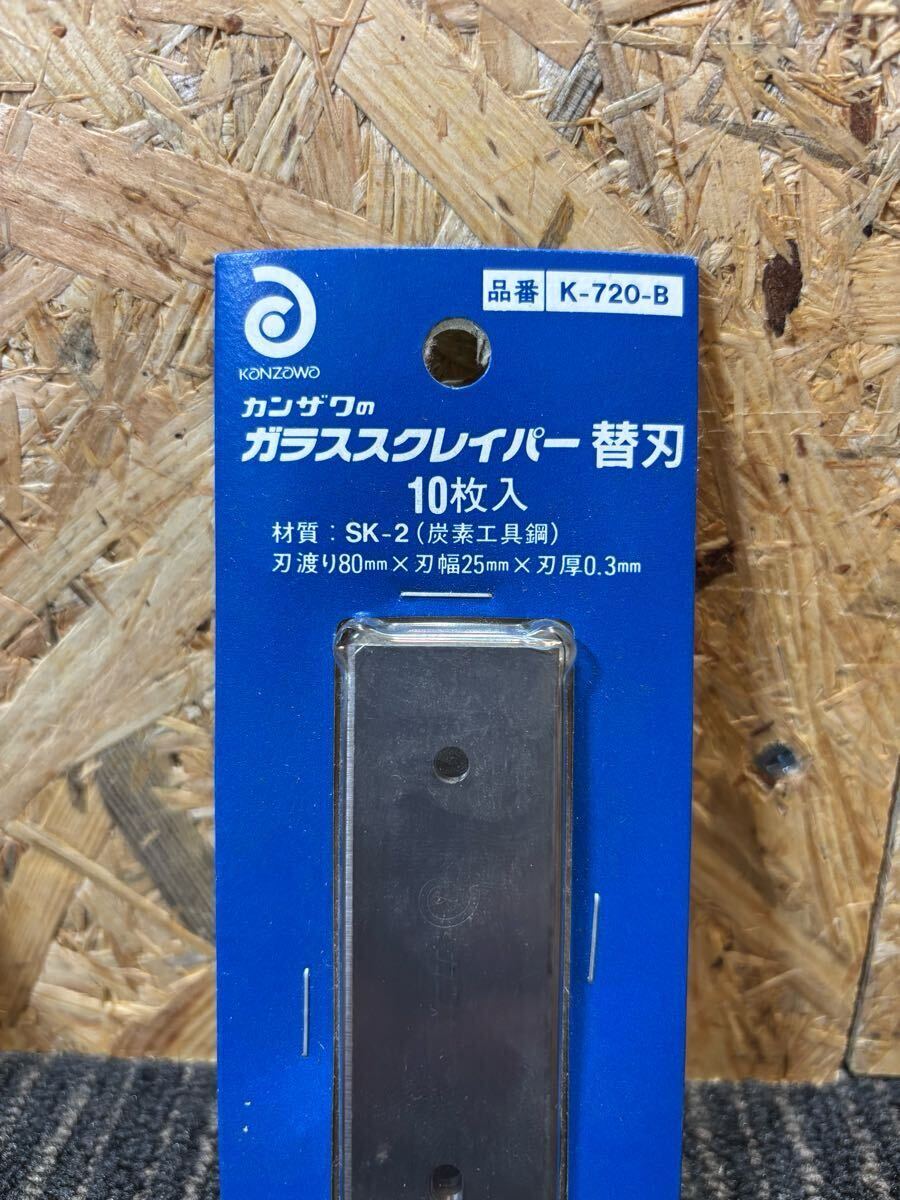 品番 K-720-B
KANZAWA
カンザワの
ガラススクレイパー 替刃
10枚入
材質：SK-2（炭素工具鋼）
刃渡り80mm×刃幅25mm×刃厚0.3mm